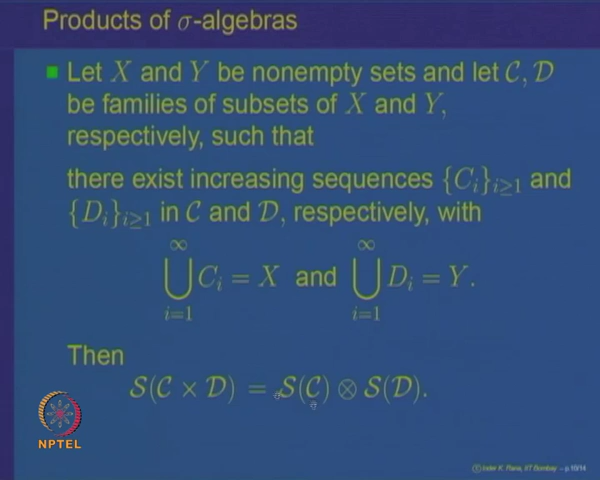 Products of σ-algebras
Let X and Y be nonempty sets and let 𝒞, 𝒟
be families of subsets of X and Y,
respectively, such that
there exist increasing sequences {C_i}_{i≥1} and
{D_i}_{i≥1} in 𝒞 and 𝒟, respectively, with
⋃_{i=1}^{∞} C_i = X and ⋃_{i=1}^{∞} D_i = Y.
Then
𝒮(𝒞 × 𝒟) = 𝒮(𝒞) ⊗ 𝒮(𝒟).
NPTEL
© Inder K. Rana, IIT Bombay – p. 10/14